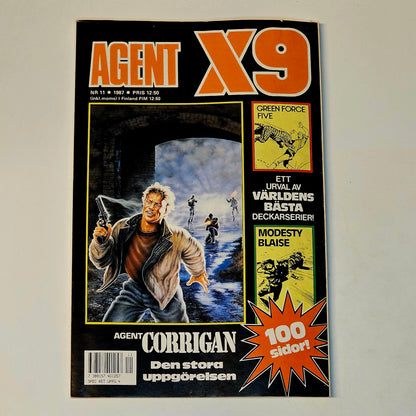 AGENT X9
NR 11 • 1987 • PRIS 12:50
(inkl. moms) I Finland FIM 12:50
GREEN FORCE
FIVE
ETT
URVAL AV
VÄRLDENS
BÄSTA
DECKARSERIER!
MODESTY
BLAISE
AGENT CORRIGAN
Den stora
uppgörelsen
100
sidor!